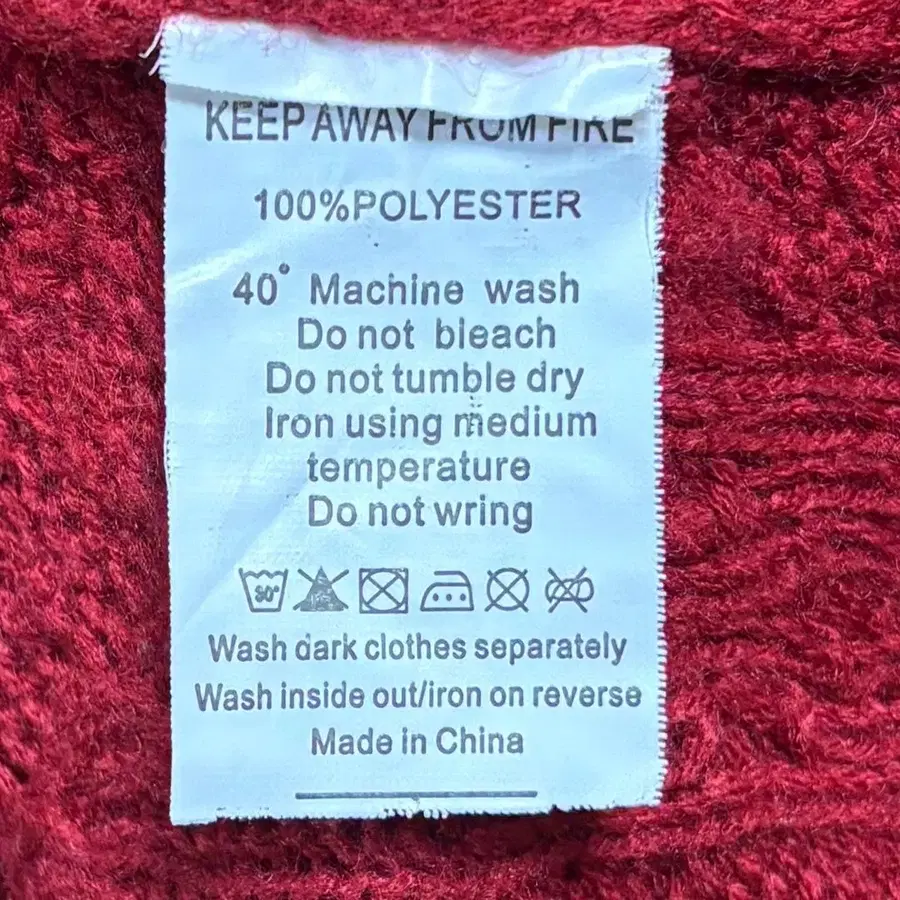 KEEP AWAY FROM FIRE
100%POLYESTER
40° Machine wash
Do not bleach
Do not tumble dry
Iron using medium
temperature
Do not wring
30°
Wash dark clothes separately
Wash inside out/iron on reverse
Made in China